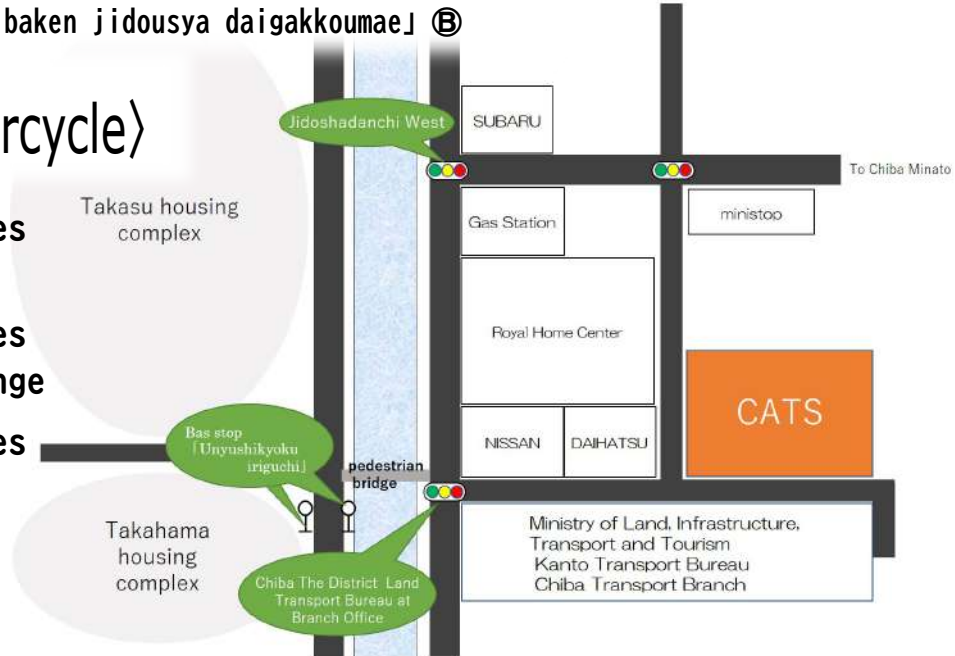 baken jidousya daigakkoumae」 Ⓑ
rcycle〉
es
es
nge
es
Jidoshadanchi West
SUBARU
To Chiba Minato
Takasu housing
complex
Gas Station
ministop
Royal Home Center
CATS
Bas stop
「Unyushikyoku
iriguchi」
NISSAN
DAIHATSU
pedestrian
bridge
Takahama
housing
complex
Chiba The District Land
Transport Bureau at
Branch Office
Ministry of Land, Infrastructure,
Transport and Tourism
Kanto Transport Bureau
Chiba Transport Branch